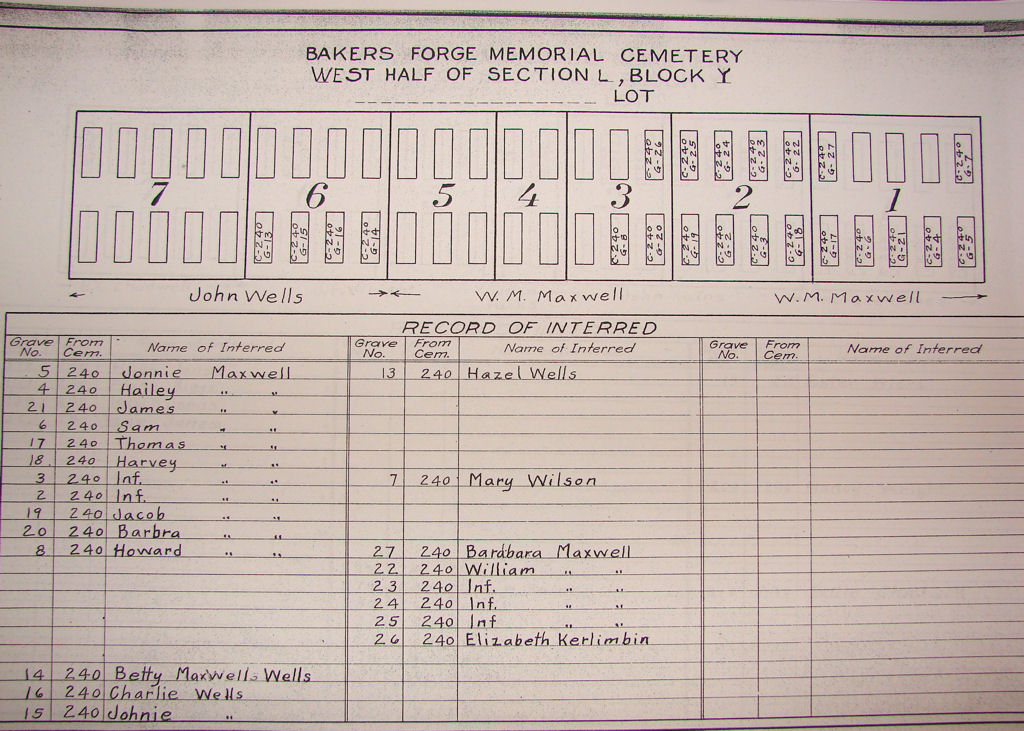 BAKERS FORGE MEMORIAL CEMETERY
WEST HALF OF SECTION L, BLOCK Y
LOT
C-240 G-26 C-240 G-25 C-240 G-24 C-240 G-23 C-240 G-22 C-240 G-27 C-240 G-7
7 6 5 4 3 2 1
C-240 G-13 C-240 G-15 C-240 G-16 C-240 G-14 C-240 G-8 C-240 G-20 C-240 G-19 C-240 G-2 C-240 G-3 C-240 G-18 C-240 G-17 C-240 G-6 C-240 G-21 C-240 G-4 C-240 G-5
John Wells W.M. Maxwell W.M. Maxwell
RECORD OF INTERRED
Grave No. From Cem. Name of Interred Grave No. From Cem. Name of Interred Grave No. From Cem. Name of Interred
5 240 Jonnie Maxwell 13 240 Hazel Wells
4 240 Hailey " "
21 240 James " "
6 240 Sam " "
17 240 Thomas " "
18 240 Harvey " "
3 240 Inf. " " 7 240 Mary Wilson
2 240 Inf. " "
19 240 Jacob " "
20 240 Barbra " "
8 240 Howard " " 27 240 Bardbara Maxwell
22 240 William " "
23 240 Inf. " "
24 240 Inf. " "
25 240 Inf " "
26 240 Elizabeth Kerlimbin
14 240 Betty Maxwell Wells
16 240 Charlie Wells
15 240 Johnie "